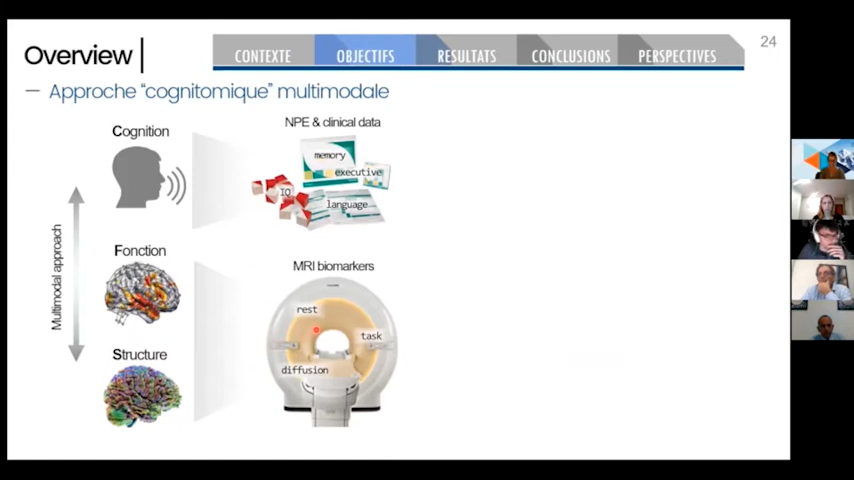 Overview
CONTEXTE
OBJECTIFS
RESULTATS
CONCLUSIONS
PERSPECTIVES
24
— Approche “cognitomique” multimodale
Cognition
NPE & clinical data
memory
executive
IQ
language
Multimodal approach
Fonction
MRI biomarkers
rest
task
diffusion
Structure